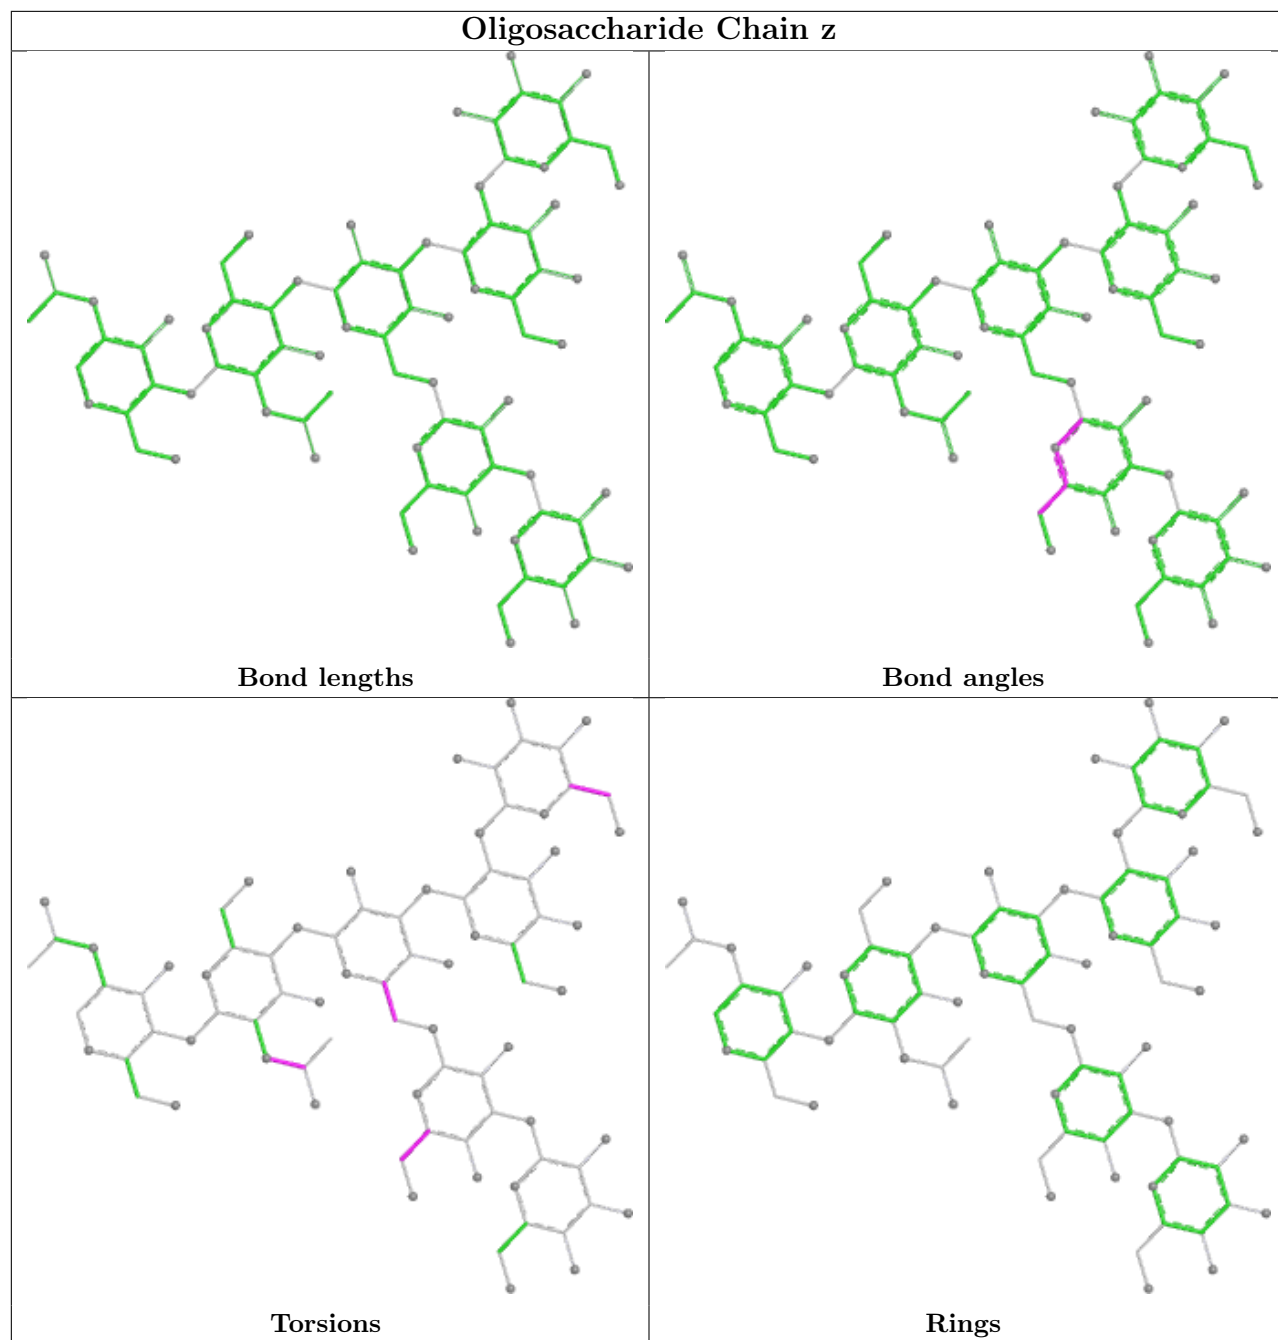 Oligosaccharide Chain z
Bond lengths
Bond angles
Torsions
Rings